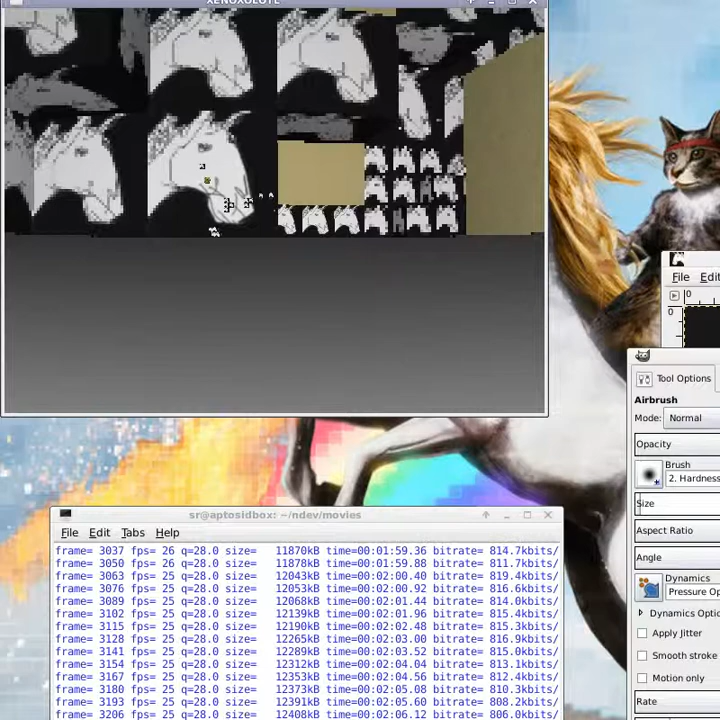 XENOXOLOTE
File Edit
0
0
Tool Options
Airbrush
Mode: Normal
Opacity
Brush
2. Hardness
Size
Aspect Ratio
Angle
Dynamics
Pressure Op
Dynamics Optio
Apply Jitter
Smooth stroke
Motion only
Rate
sr@aptosidbox: ~/ndev/movies
File Edit Tabs Help
frame= 3037 fps= 26 q=28.0 size= 11870kB time=00:01:59.36 bitrate= 814.7kbits/
frame= 3050 fps= 26 q=28.0 size= 11878kB time=00:01:59.88 bitrate= 811.7kbits/
frame= 3063 fps= 25 q=28.0 size= 12043kB time=00:02:00.40 bitrate= 819.4kbits/
frame= 3076 fps= 25 q=28.0 size= 12053kB time=00:02:00.92 bitrate= 816.6kbits/
frame= 3089 fps= 25 q=28.0 size= 12068kB time=00:02:01.44 bitrate= 814.0kbits/
frame= 3102 fps= 25 q=28.0 size= 12139kB time=00:02:01.96 bitrate= 815.4kbits/
frame= 3115 fps= 25 q=28.0 size= 12190kB time=00:02:02.48 bitrate= 815.3kbits/
frame= 3128 fps= 25 q=28.0 size= 12265kB time=00:02:03.00 bitrate= 816.9kbits/
frame= 3141 fps= 25 q=28.0 size= 12289kB time=00:02:03.52 bitrate= 815.0kbits/
frame= 3154 fps= 25 q=28.0 size= 12312kB time=00:02:04.04 bitrate= 813.1kbits/
frame= 3167 fps= 25 q=28.0 size= 12353kB time=00:02:04.56 bitrate= 812.4kbits/
frame= 3180 fps= 25 q=28.0 size= 12373kB time=00:02:05.08 bitrate= 810.3kbits/
frame= 3193 fps= 25 q=28.0 size= 12391kB time=00:02:05.60 bitrate= 808.2kbits/
frame= 3206 fps= 25 q=28.0 size= 12408kB time=00:02:06.12 bitrate= 806.0kbits/